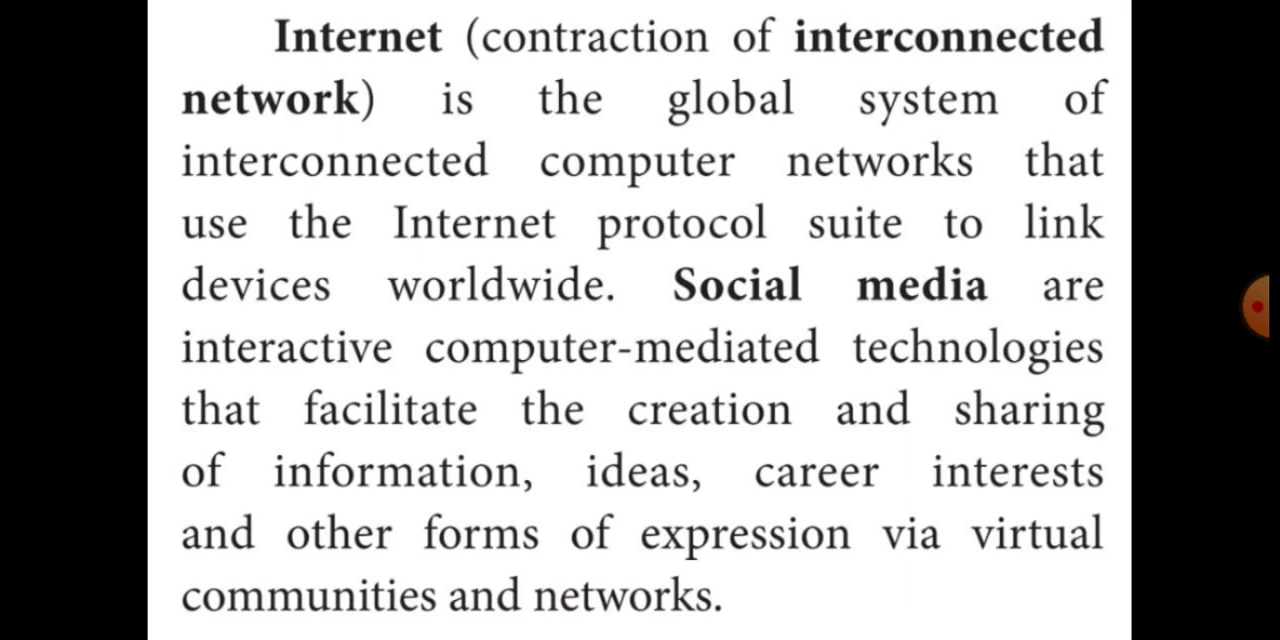 Internet (contraction of interconnected
network) is the global system of
interconnected computer networks that
use the Internet protocol suite to link
devices worldwide. Social media are
interactive computer-mediated technologies
that facilitate the creation and sharing
of information, ideas, career interests
and other forms of expression via virtual
communities and networks.